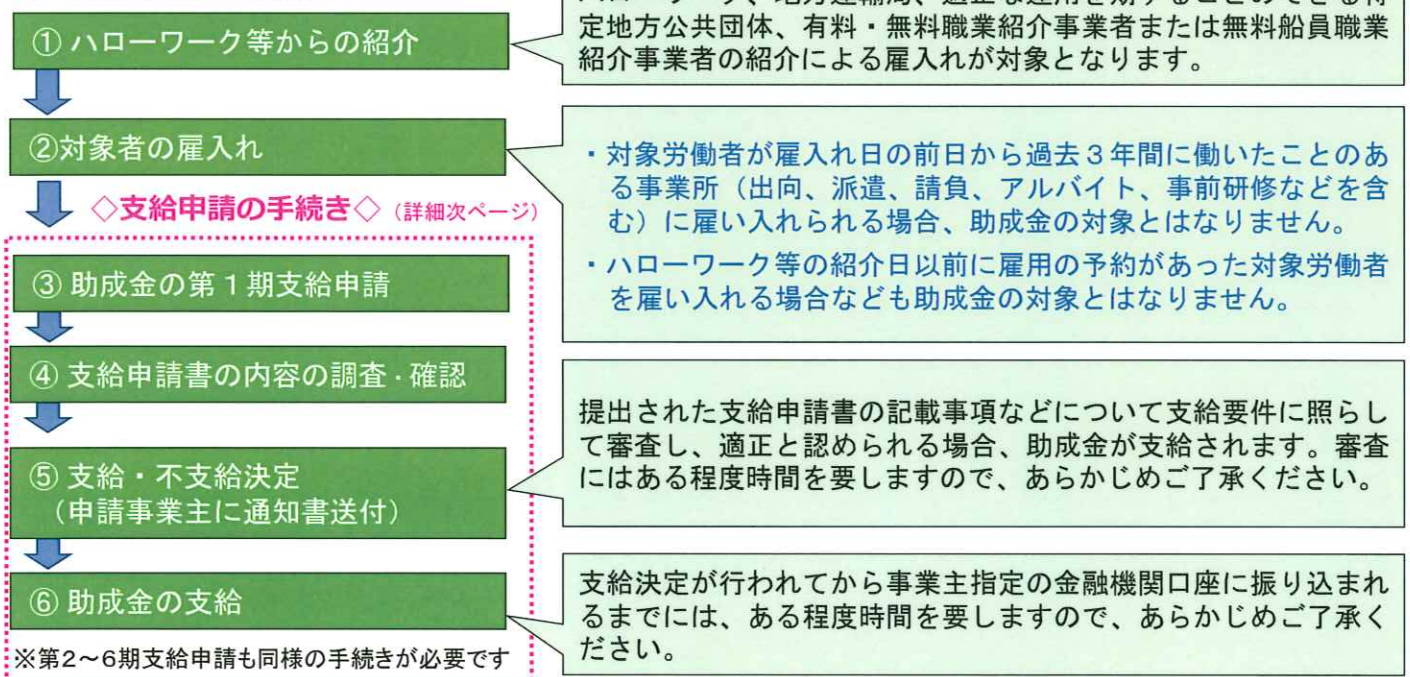 ① ハローワーク等からの紹介
定地方公共団体、有料・無料職業紹介事業者または無料船員職業
紹介事業者の紹介による雇入れが対象となります。
②対象者の雇入れ
・対象労働者が雇入れ日の前日から過去３年間に働いたことのあ
る事業所（出向、派遣、請負、アルバイト、事前研修などを含
む）に雇い入れられる場合、助成金の対象とはなりません。
・ハローワーク等の紹介日以前に雇用の予約があった対象労働者
を雇い入れる場合なども助成金の対象とはなりません。
◇支給申請の手続き◇（詳細次ページ）
③ 助成金の第１期支給申請
④ 支給申請書の内容の調査・確認
⑤ 支給・不支給決定
（申請事業主に通知書送付）
提出された支給申請書の記載事項などについて支給要件に照らし
て審査し、適正と認められる場合、助成金が支給されます。審査
にはある程度時間を要しますので、あらかじめご了承ください。
⑥ 助成金の支給
支給決定が行われてから事業主指定の金融機関口座に振り込まれ
るまでには、ある程度時間を要しますので、あらかじめご了承く
ださい。
※第2～6期支給申請も同様の手続きが必要です